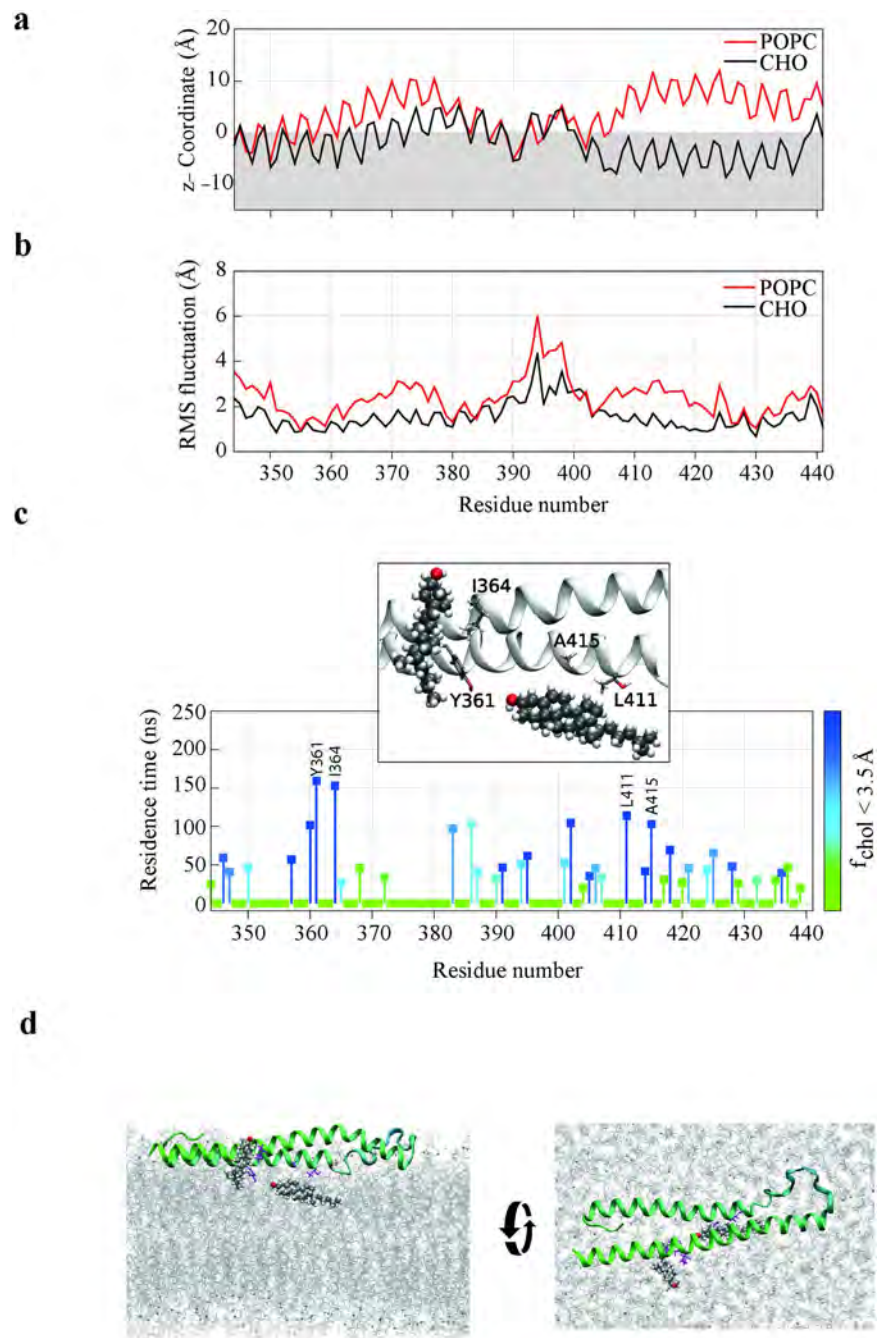 a
20
10
0
-10
z- Coordinate (Å)
POPC
CHO
b
8
6
4
2
0
RMS fluctuation (Å)
POPC
CHO
350 360 370 380 390 400 410 420 430 440
Residue number
c
I364
A415
Y361
L411
250
200
150
100
50
0
Residence time (ns)
Y361
I364
L411
A415
fchol < 3.5 Å
350 360 370 380 390 400 410 420 430 440
Residue number
d